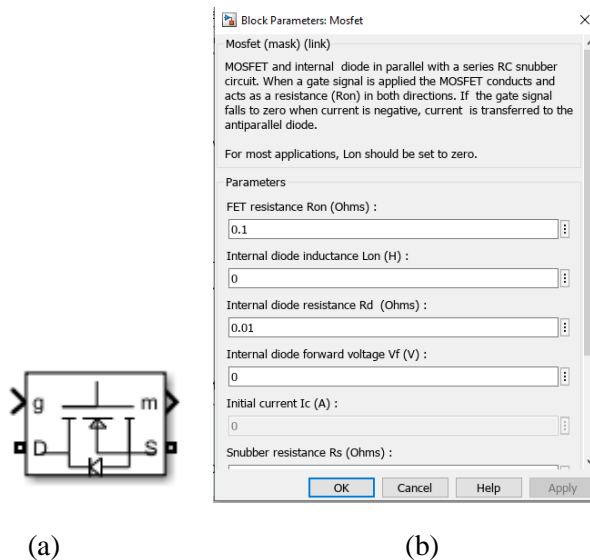 Block Parameters: Mosfet
Mosfet (mask) (link)
MOSFET and internal diode in parallel with a series RC snubber
circuit. When a gate signal is applied the MOSFET conducts and
acts as a resistance (Ron) in both directions. If the gate signal
falls to zero when current is negative, current is transferred to the
antiparallel diode.
For most applications, Lon should be set to zero.
Parameters
FET resistance Ron (Ohms) :
0.1
Internal diode inductance Lon (H) :
0
Internal diode resistance Rd (Ohms) :
0.01
Internal diode forward voltage Vf (V) :
0
Initial current Ic (A) :
0
Snubber resistance Rs (Ohms) :
OK Cancel Help Apply
g m
D S
(a) (b)